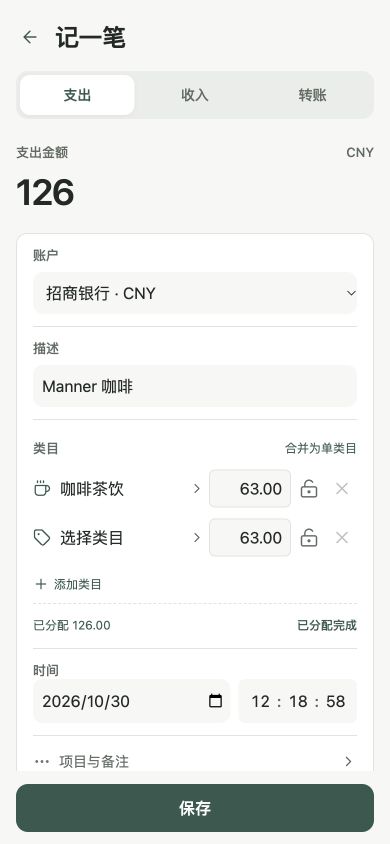 记一笔
支出 收入 转账
支出金额 CNY
126
账户
招商银行 · CNY
描述
Manner 咖啡
类目 合并为单类目
咖啡茶饮 63.00
选择类目 63.00
添加类目
已分配 126.00 已分配完成
时间
2026/10/30 12 : 18 : 58
项目与备注
保存